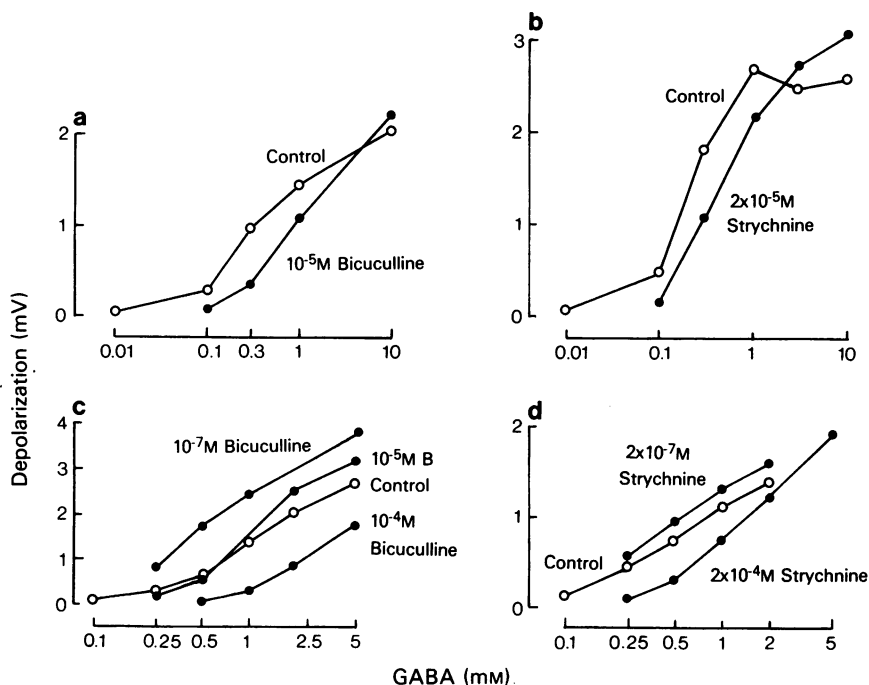 a
2
1
0
Control
10⁻⁵M Bicuculline
0.01 0.1 0.3 1 10
b
3
2
1
0
Control
2x10⁻⁵M
Strychnine
0.01 0.1 1 10
Depolarization (mV)
c
4
3
2
1
0
10⁻⁷M Bicuculline
10⁻⁵M B
Control
10⁻⁴M
Bicuculline
0.1 0.25 0.5 1 2.5 5
d
2
1
0
2x10⁻⁷M
Strychnine
Control
2x10⁻⁴M Strychnine
0.1 0.25 0.5 1 2 5
GABA (mM)